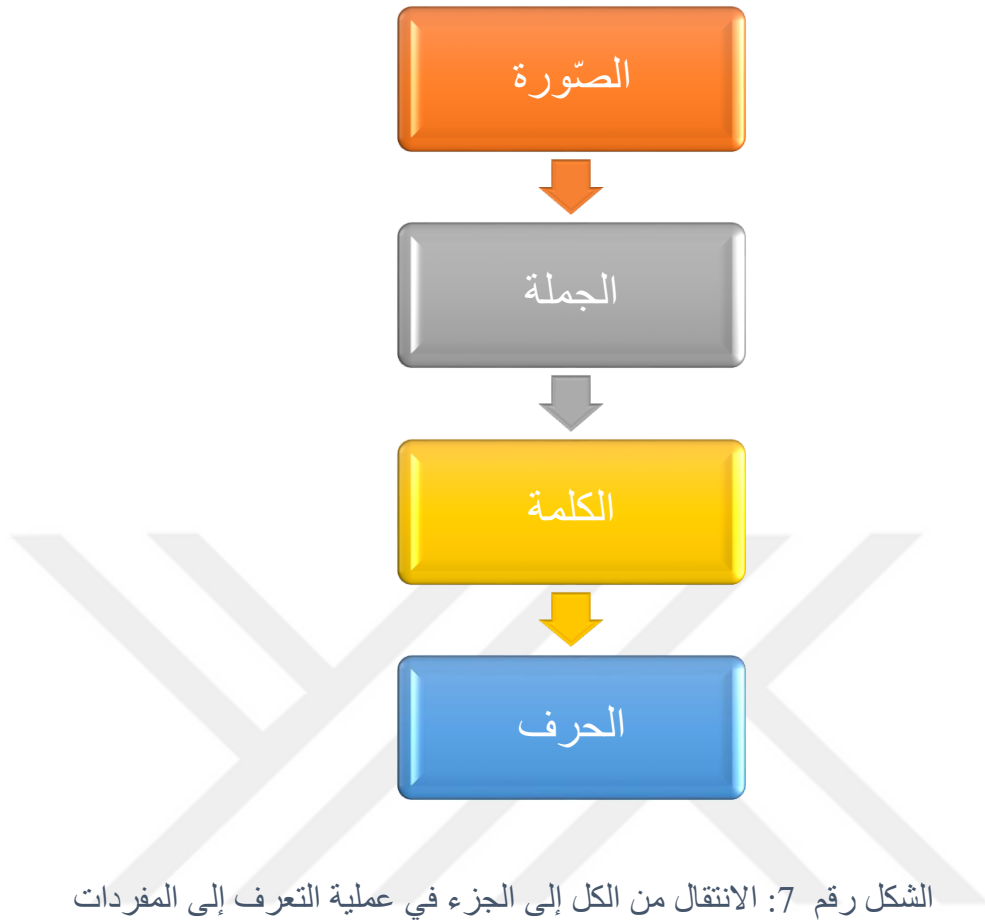 الصّورة
الجملة
الكلمة
الحرف
الشكل رقم 7: الانتقال من الكل إلى الجزء في عملية التعرف إلى المفردات